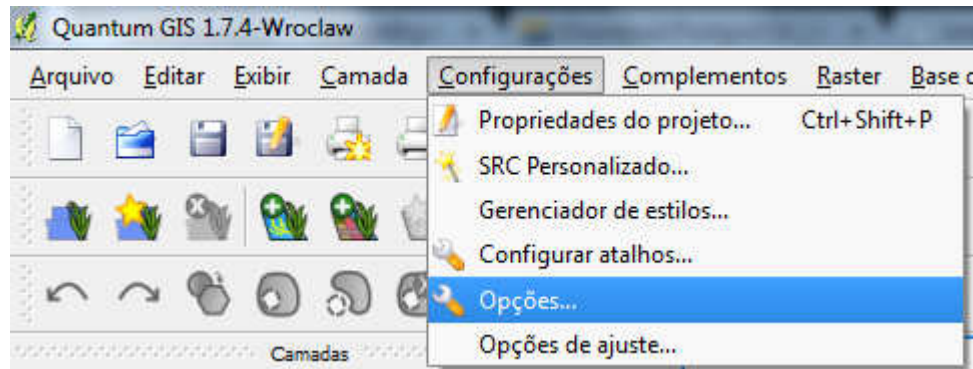 Quantum GIS 1.7.4-Wroclaw
Arquivo Editar Exibir Camada Configurações Complementos Raster Base
Propriedades do projeto... Ctrl+Shift+P
SRC Personalizado...
Gerenciador de estilos...
Configurar atalhos...
Opções...
Opções de ajuste...
Camadas